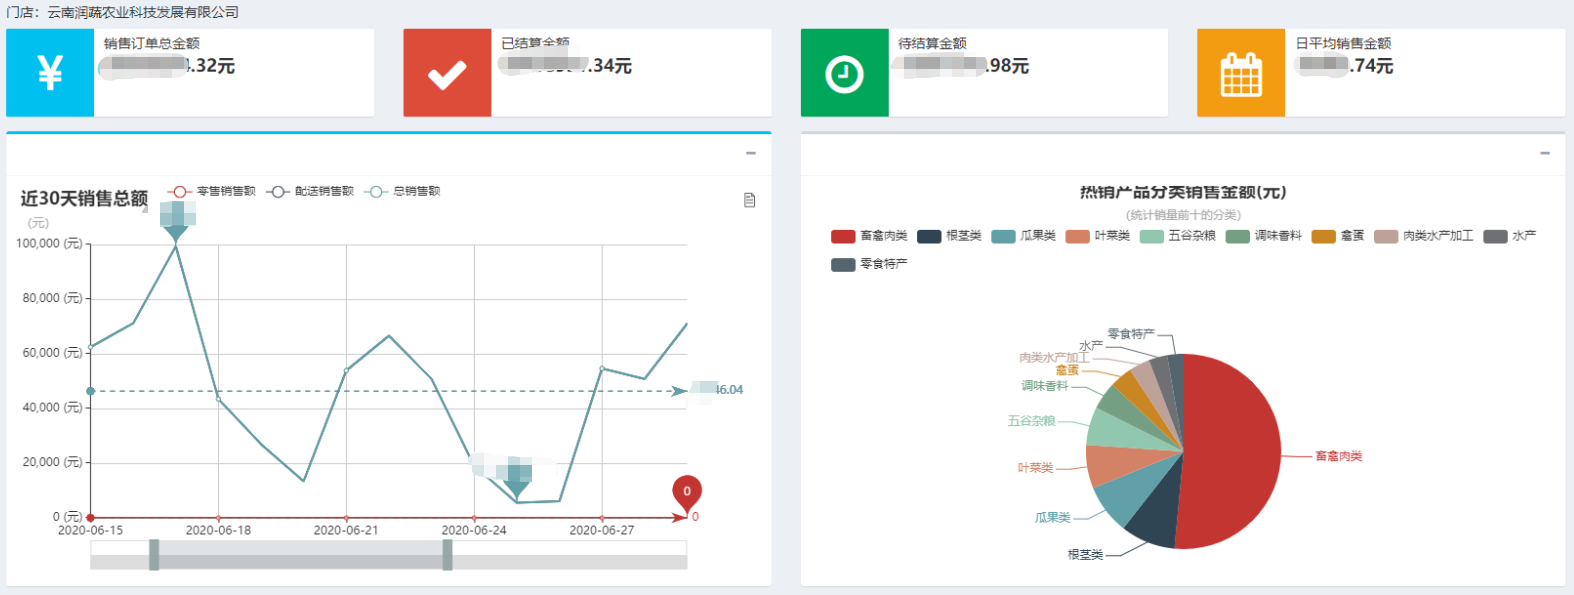 门店：云南润蔬农业科技发展有限公司
销售订单总金额
.32元
已结算金额
.34元
待结算金额
.98元
日平均销售金额
.74元
近30天销售总额
零售销售额 配送销售额 总销售额
(元)
100,000 (元)
80,000 (元)
60,000 (元)
40,000 (元)
20,000 (元)
0 (元)
46.04
0
0
2020-06-15 2020-06-18 2020-06-21 2020-06-24 2020-06-27
热销产品分类销售金额(元)
(统计销量前十的分类)
畜禽肉类 根茎类 瓜果类 叶菜类 五谷杂粮 调味香料 禽蛋 肉类水产加工 水产
零食特产
零食特产
水产
肉类水产加工
禽蛋
调味香料
五谷杂粮
叶菜类
瓜果类
根茎类
畜禽肉类